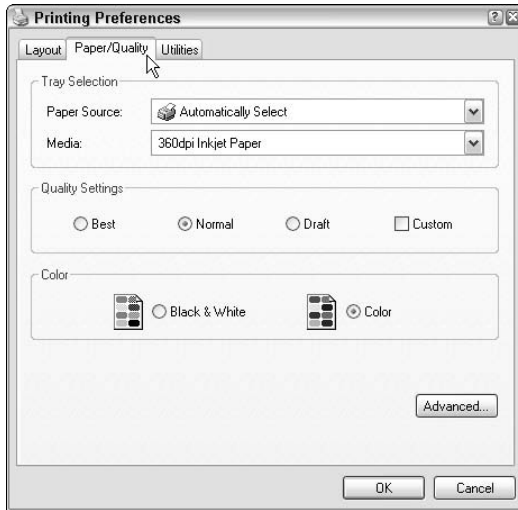 Printing Preferences
Layout Paper/Quality Utilities
Tray Selection
Paper Source: Automatically Select
Media: 360dpi Inkjet Paper
Quality Settings
Best Normal Draft Custom
Color
Black & White Color
Advanced...
OK Cancel